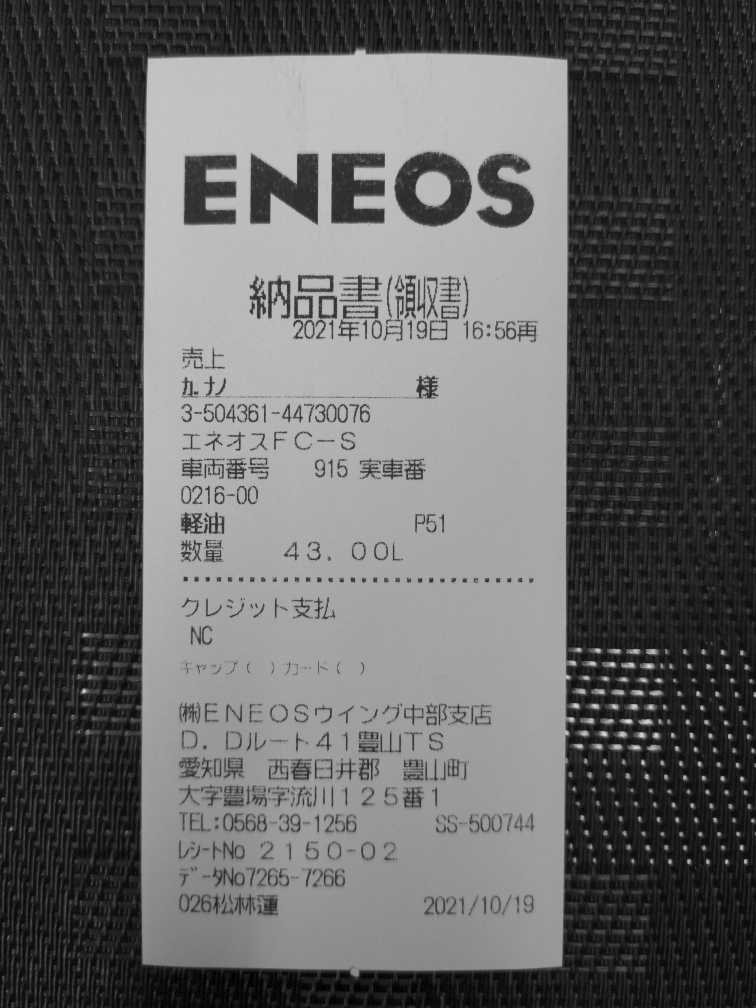 ENEOS
納品書(領収書)
2021年10月19日 16:56再
売上
カ.ナノ 様
3-504361-44730076
エネオスFC-S
車両番号 915 実車番
0216-00
軽油 P51
数量 43.00L
クレジット支払
NC
キャップ( )カード( )
㈱ENEOSウイング中部支店
D.Dルート41豊山TS
愛知県 西春日井郡 豊山町
大字豊場字流川125番1
TEL:0568-39-1256 SS-500744
レシートNo 2150-02
データNo7265-7266
026松林蓮 2021/10/19